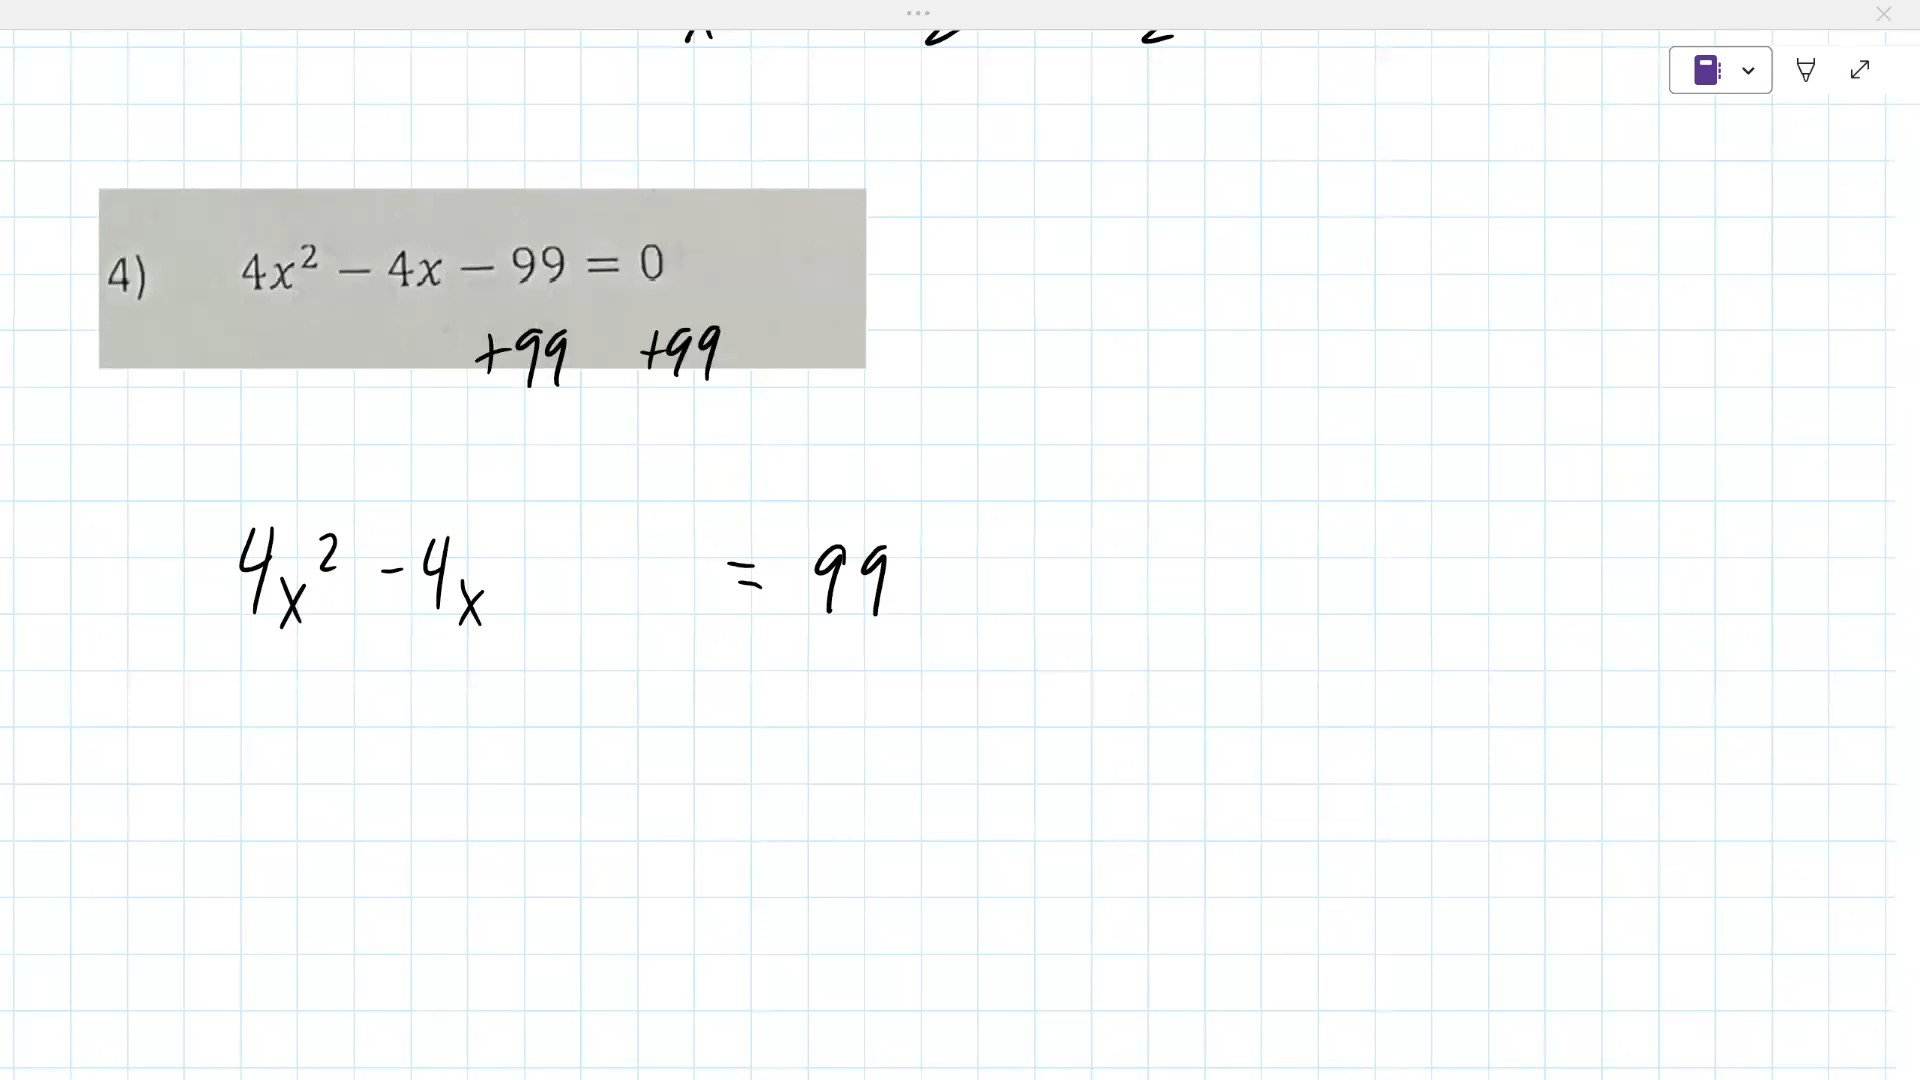 4) 4x² − 4x − 99 = 0
+99 +99
4x² - 4x = 99